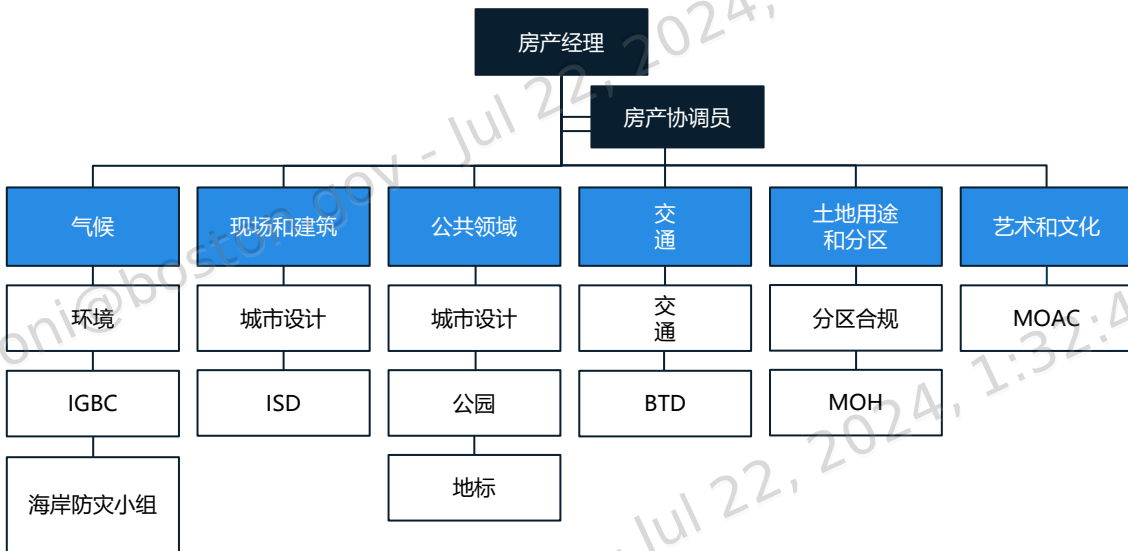 房产经理
房产协调员
气候
现场和建筑
公共领域
交
通
土地用途
和分区
艺术和文化
环境
城市设计
城市设计
交
通
分区合规
MOAC
IGBC
ISD
公园
BTD
MOH
海岸防灾小组
地标
oni@boston.gov - Jul 22, 2024,
- Jul 22, 2024, 1:32:4